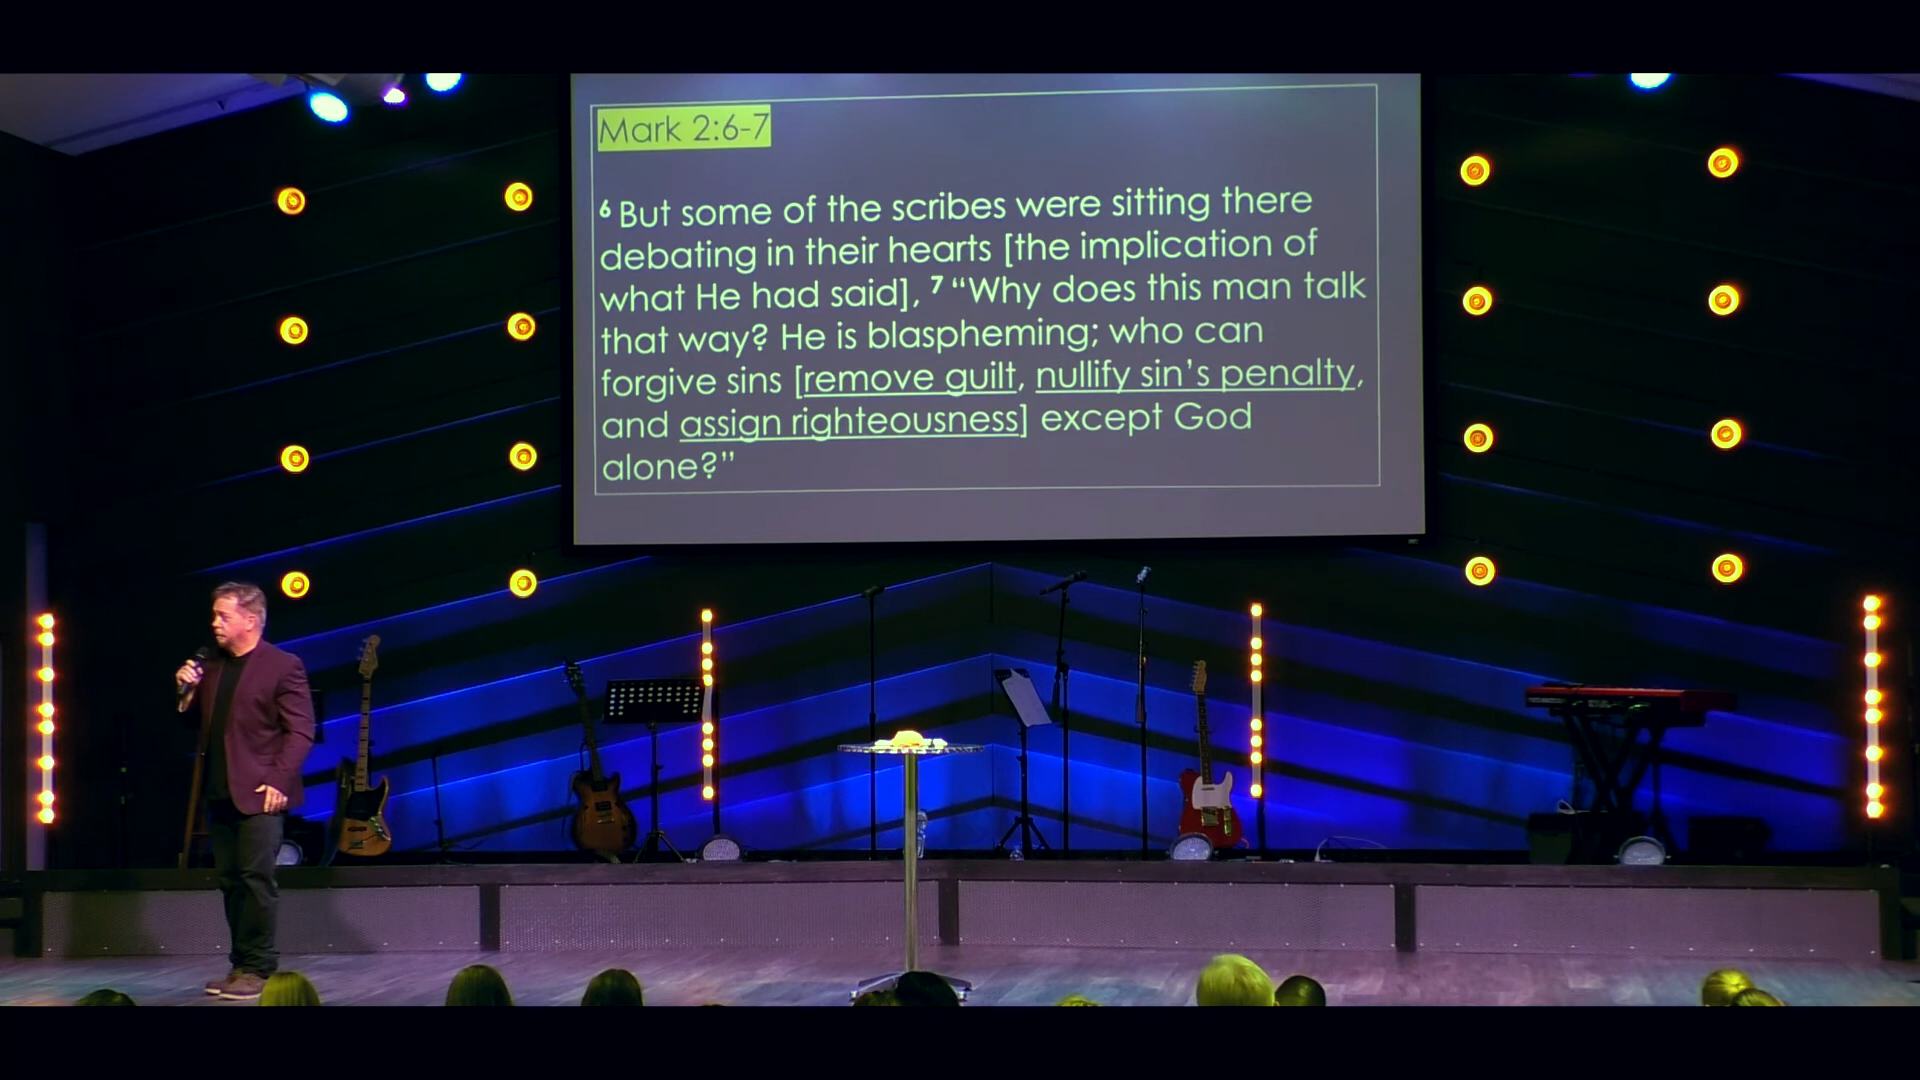 Mark 2:6-7
6 But some of the scribes were sitting there
debating in their hearts [the implication of
what He had said], 7 “Why does this man talk
that way? He is blaspheming; who can
forgive sins [remove guilt, nullify sin’s penalty,
and assign righteousness] except God
alone?”